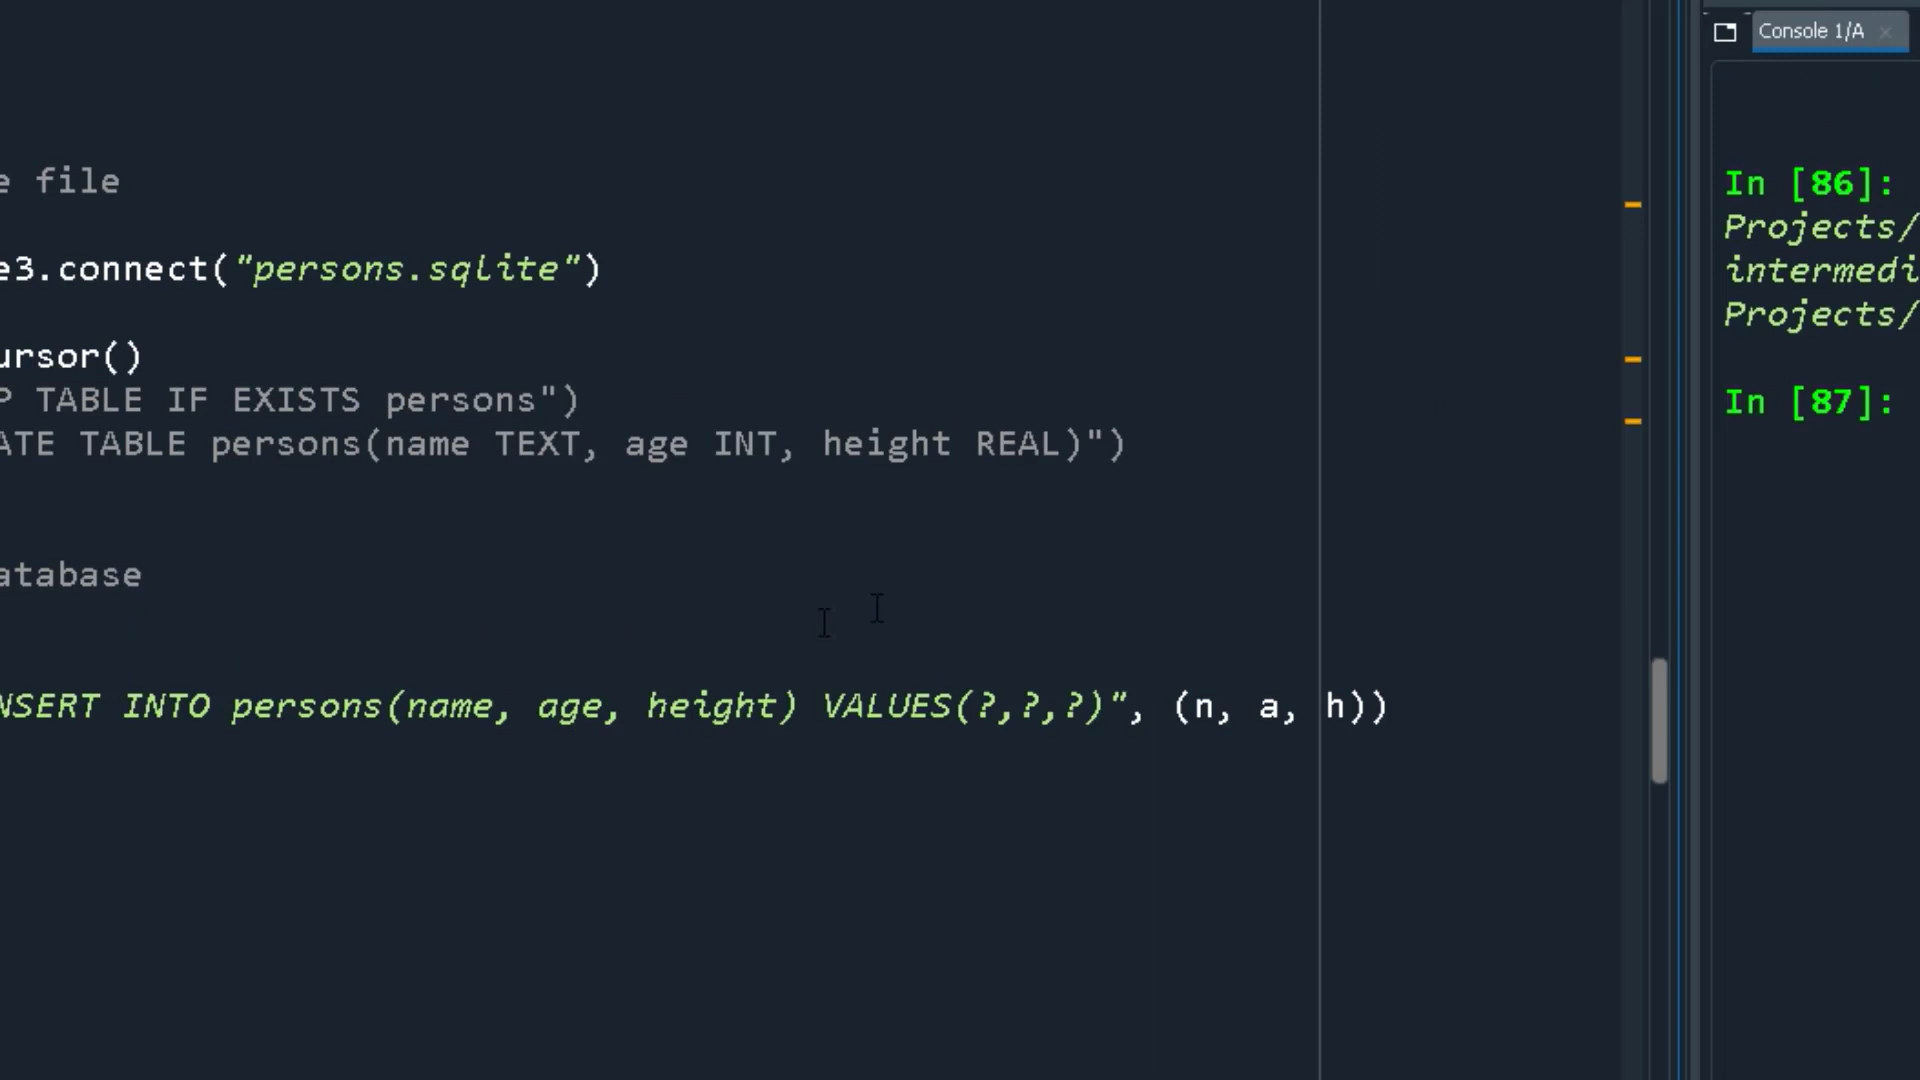 e file
e3.connect("persons.sqlite")
ursor()
P TABLE IF EXISTS persons")
ATE TABLE persons(name TEXT, age INT, height REAL)")
atabase
NSERT INTO persons(name, age, height) VALUES(?,?,?)", (n, a, h))
Console 1/A
In [86]:
Projects/
intermedi
Projects/
In [87]: